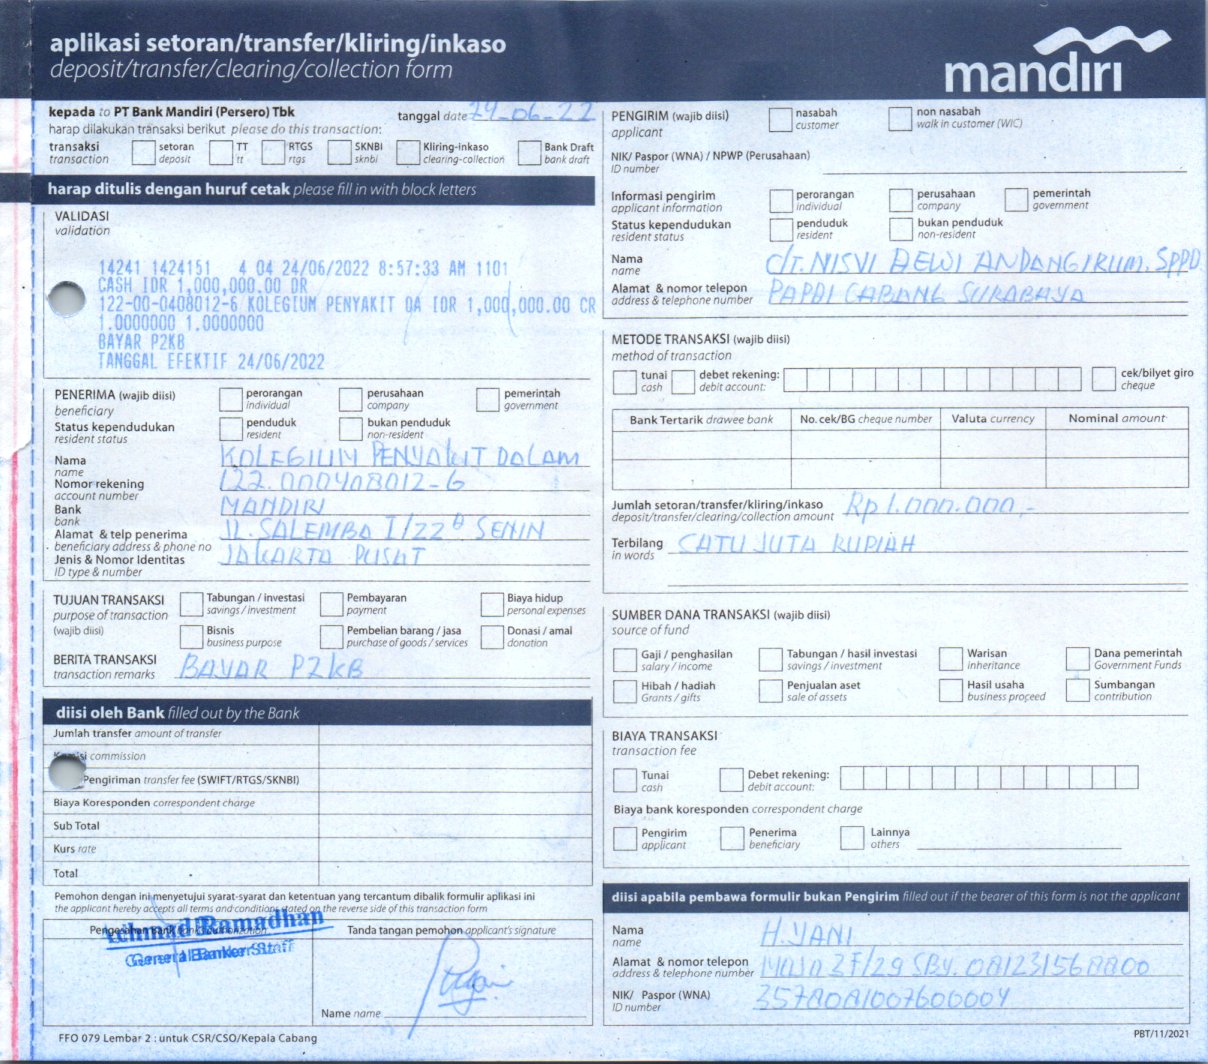 aplikasi setoran/transfer/kliring/inkaso
deposit/transfer/clearing/collection form
mandiri
kepada to PT Bank Mandiri (Persero) Tbk
tanggal date 24-06-22
harap dilakukan transaksi berikut please do this transaction:
transaksi transaction
setoran deposit
TT tt
RTGS rtgs
SKNBI sknbi
Kliring-inkaso clearing-collection
Bank Draft bank draft
harap ditulis dengan huruf cetak please fill in with block letters
VALIDASI
validation
14241 1424151 4 04 24/06/2022 8:57:33 AM 1101
CASH IDR 1,000,000.00 DR
122-00-0408012-6 KOLEGIUM PENYAKIT DA IDR 1,000,000.00 CR
1.0000000 1.0000000
BAYAR P2KB
TANGGAL EFEKTIF 24/06/2022
PENERIMA (wajib diisi)
beneficiary
perorangan individual
perusahaan company
pemerintah government
Status kependudukan
resident status
penduduk resident
bukan penduduk non-resident
Nama KOLEGIUM PENYAKIT DALAM
name
Nomor rekening 122.000408012-6
account number
Bank MANDIRI
bank
Alamat & telp penerima JL. SALEMBA I/22 B SENIN
beneficiary address & phone no
Jenis & Nomor Identitas JAKARTA PUSAT
ID type & number
TUJUAN TRANSAKSI
purpose of transaction
(wajib diisi)
Tabungan / investasi savings / investment
Pembayaran payment
Biaya hidup personal expenses
Bisnis business purpose
Pembelian barang / jasa purchase of goods / services
Donasi / amal donation
BERITA TRANSAKSI BAYAR P2KB
transaction remarks
diisi oleh Bank filled out by the Bank
Jumlah transfer amount of transfer
Komisi commission
Pengiriman transfer fee (SWIFT/RTGS/SKNBI)
Biaya Koresponden correspondent charge
Sub Total
Kurs rate
Total
Pemohon dengan ini menyetujui syarat-syarat dan ketentuan yang tercantum dibalik formulir aplikasi ini
the applicant hereby accepts all terms and conditions stated on the reverse side of this transaction form
Pengesahan Bank
Ramadhan
General Banker Staff
Tanda tangan pemohon applicant's signature
Name name
FFO 079 Lembar 2 : untuk CSR/CSO/Kepala Cabang
PENGIRIM (wajib diisi)
applicant
nasabah customer
non nasabah walk in customer (WIC)
NIK/ Paspor (WNA) / NPWP (Perusahaan)
ID number
Informasi pengirim
applicant information
perorangan individual
perusahaan company
pemerintah government
Status kependudukan
resident status
penduduk resident
bukan penduduk non-resident
Nama NISVI DEWI SPPD
name
Alamat & nomor telepon PAPDI CABANG SURABAYA
address & telephone number
METODE TRANSAKSI (wajib diisi)
method of transaction
tunai cash
debet rekening: debit account:
cek/bilyet giro cheque
Bank Tertarik drawee bank
No. cek/BG cheque number
Valuta currency
Nominal amount
Jumlah setoran/transfer/kliring/inkaso Rp 1.000.000,-
deposit/transfer/clearing/collection amount
Terbilang SATU JUTA RUPIAH
in words
SUMBER DANA TRANSAKSI (wajib diisi)
source of fund
Gaji / penghasilan salary / income
Tabungan / hasil investasi savings / investment
Warisan inheritance
Dana pemerintah Government Funds
Hibah / hadiah Grants / gifts
Penjualan aset sale of assets
Hasil usaha business proceed
Sumbangan contribution
BIAYA TRANSAKSI
transaction fee
Tunai cash
Debet rekening: debit account:
Biaya bank koresponden correspondent charge
Pengirim applicant
Penerima beneficiary
Lainnya others
diisi apabila pembawa formulir bukan Pengirim filled out if the bearer of this form is not the applicant
Nama H. YANI
name
Alamat & nomor telepon SBY. 081231568800
address & telephone number
NIK/ Paspor (WNA) 3578081007600004
ID number
PBT/11/2021